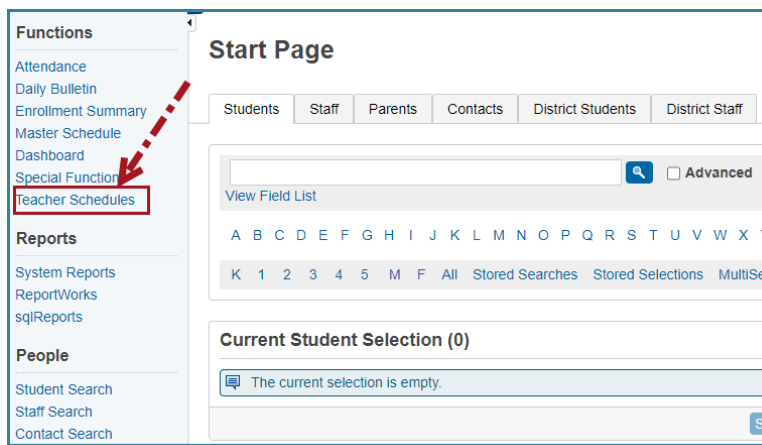 Functions
Attendance
Daily Bulletin
Enrollment Summary
Master Schedule
Dashboard
Special Function
Teacher Schedules
Reports
System Reports
ReportWorks
sqlReports
People
Student Search
Staff Search
Contact Search
Start Page
Students Staff Parents Contacts District Students District Staff
Advanced
View Field List
A B C D E F G H I J K L M N O P Q R S T U V W X
K 1 2 3 4 5 M F All Stored Searches Stored Selections MultiSe
Current Student Selection (0)
The current selection is empty.
S